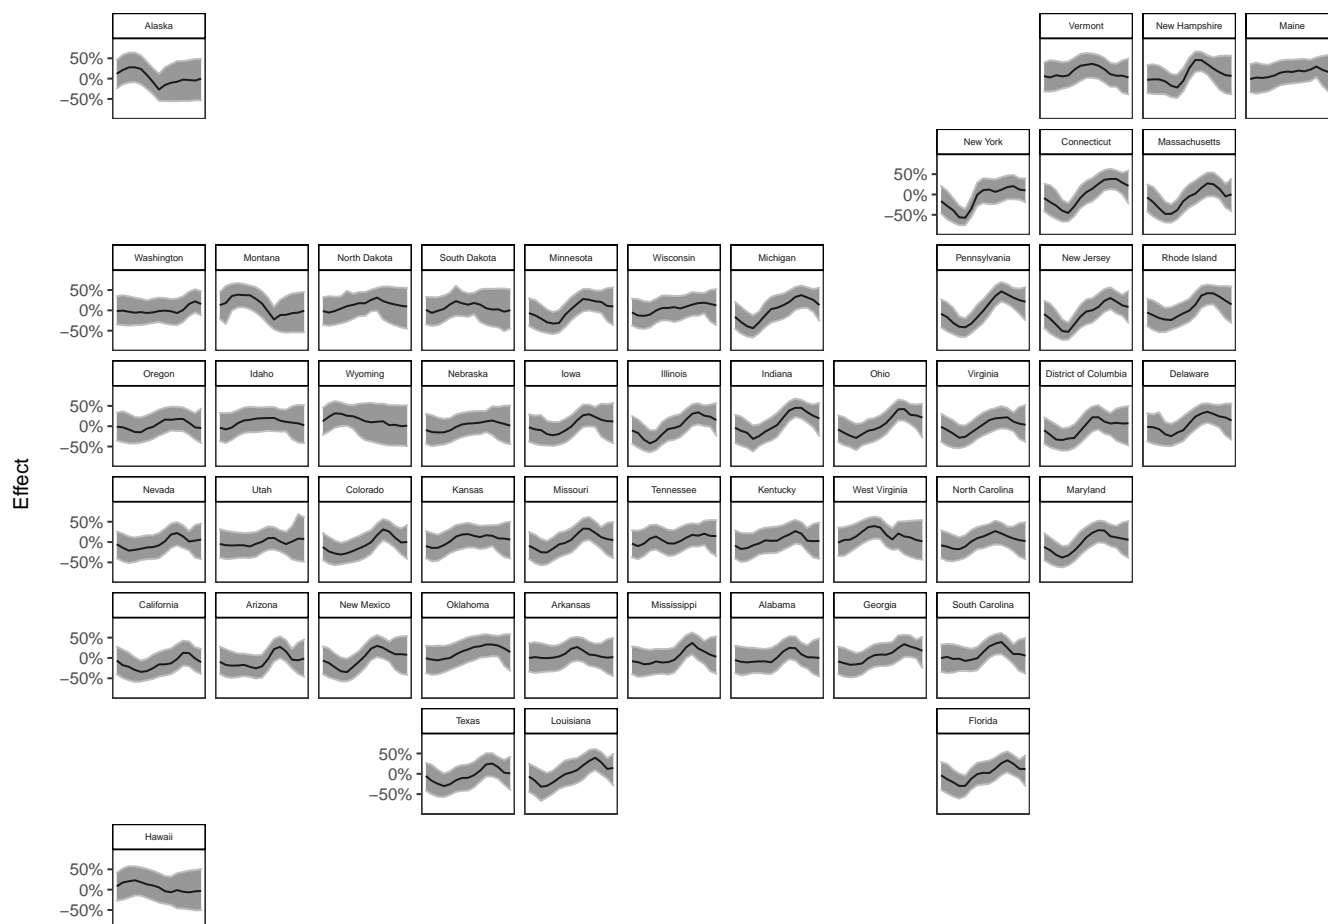 Alaska Vermont New Hampshire Maine
50%
0%
−50%
New York Connecticut Massachusetts
50%
0%
−50%
Washington Montana North Dakota South Dakota Minnesota Wisconsin Michigan Pennsylvania New Jersey Rhode Island
50%
0%
−50%
Oregon Idaho Wyoming Nebraska Iowa Illinois Indiana Ohio Virginia District of Columbia Delaware
50%
0%
−50%
Effect
Nevada Utah Colorado Kansas Missouri Tennessee Kentucky West Virginia North Carolina Maryland
50%
0%
−50%
California Arizona New Mexico Oklahoma Arkansas Mississippi Alabama Georgia South Carolina
50%
0%
−50%
Texas Louisiana Florida
50%
0%
−50%
Hawaii
50%
0%
−50%